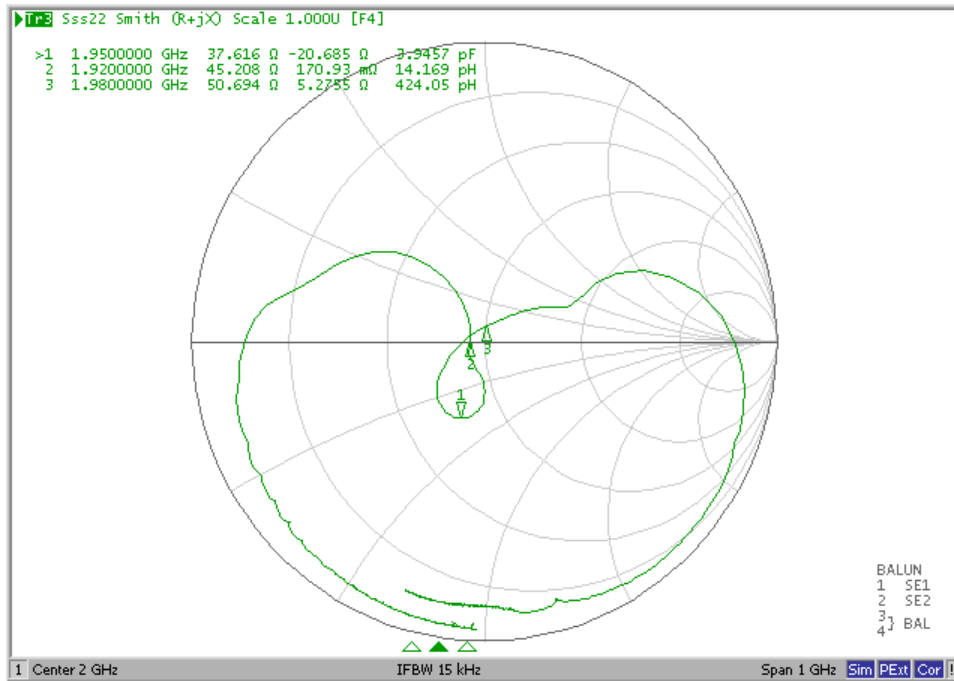 Tr3 Sss22 Smith (R+jX) Scale 1.000U [F4]
>1 1.9500000 GHz 37.616 Ω -20.685 Ω 3.9457 pF
2 1.9200000 GHz 45.208 Ω 170.93 mΩ 14.169 pH
3 1.9800000 GHz 50.694 Ω 5.2755 Ω 424.05 pH
1
2
3
BALUN
1 SE1
2 SE2
3
4} BAL
1 Center 2 GHz IFBW 15 kHz Span 1 GHz Sim PExt Cor !